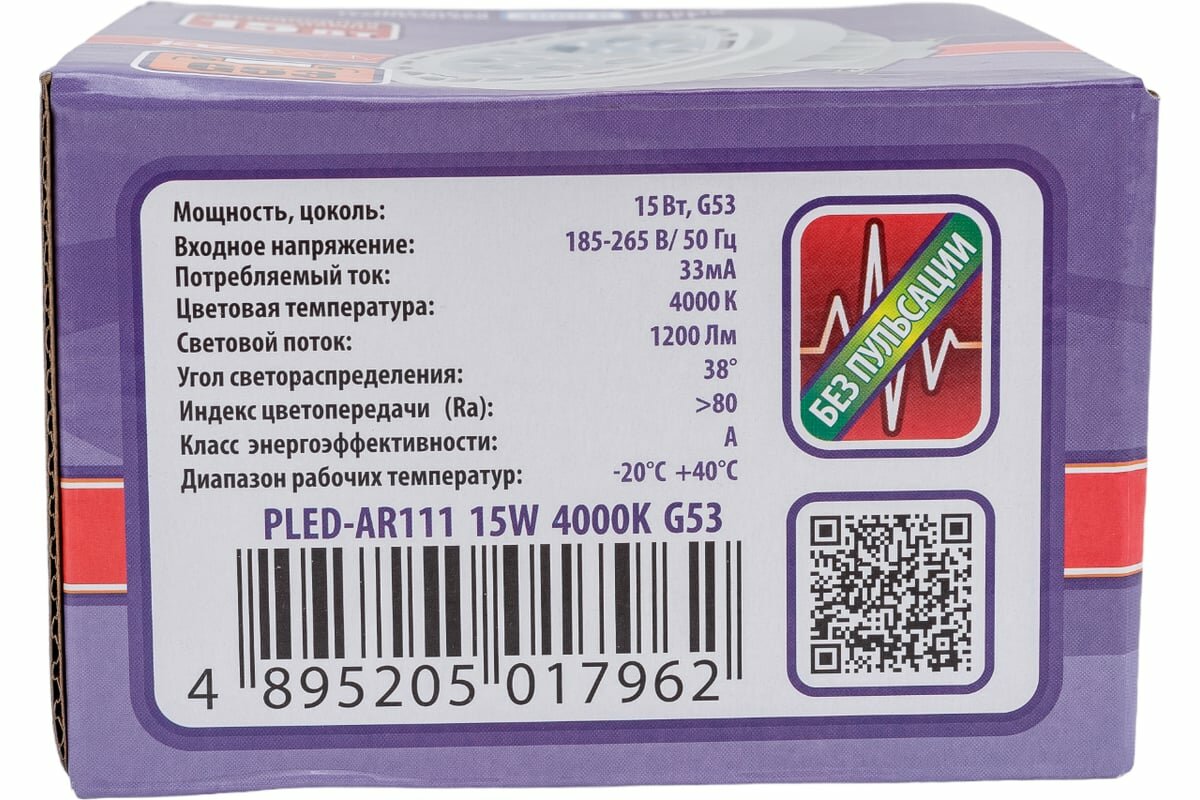 G53
Мощность, цоколь: 15 Вт, G53
Входное напряжение: 185-265 В/ 50 Гц
Потребляемый ток: 33мА
Цветовая температура: 4000 К
Световой поток: 1200 Лм
Угол светораспределения: 38°
Индекс цветопередачи (Ra): >80
Класс энергоэффективности: А
Диапазон рабочих температур: -20°C +40°C
PLED-AR111 15W 4000K G53
4 895205 017962
БЕЗ ПУЛЬСАЦИИ